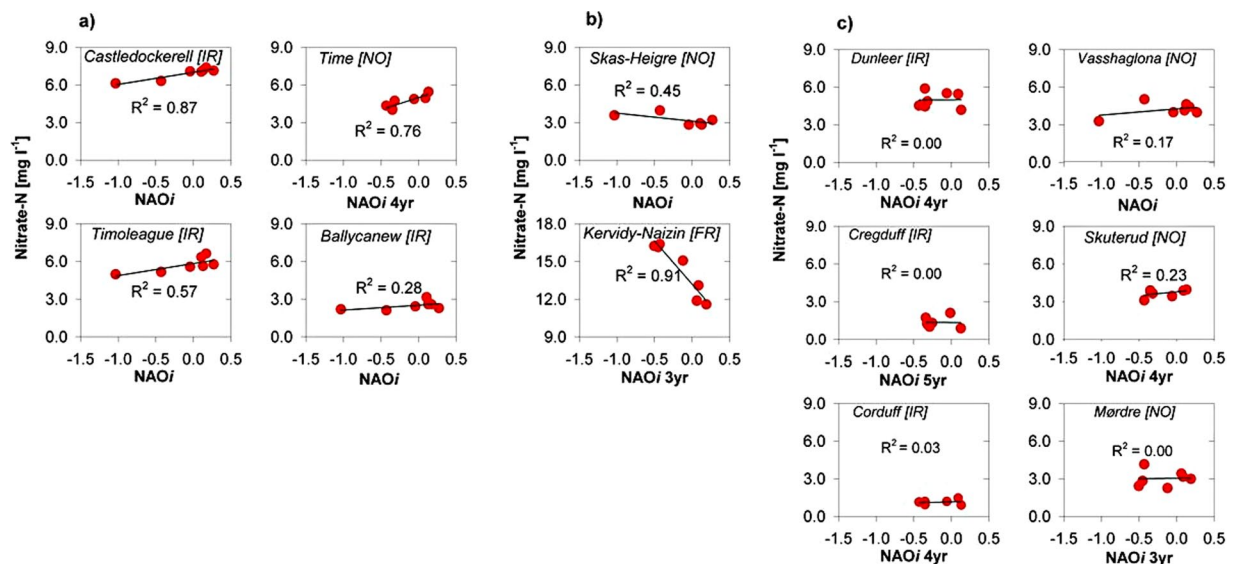 a)
b)
c)
Nitrate-N [mg l⁻¹]
Castledockerell [IR]
9.0
6.0
3.0
0.0
R² = 0.87
-1.5 -1.0 -0.5 0.0 0.5
NAOi
Time [NO]
9.0
6.0
3.0
0.0
R² = 0.76
-1.5 -1.0 -0.5 0.0 0.5
NAOi 4yr
Timoleague [IR]
9.0
6.0
3.0
0.0
R² = 0.57
-1.5 -1.0 -0.5 0.0 0.5
NAOi
Ballycanew [IR]
9.0
6.0
3.0
0.0
R² = 0.28
-1.5 -1.0 -0.5 0.0 0.5
NAOi
Nitrate-N [mg l⁻¹]
Skas-Heigre [NO]
9.0
6.0
3.0
0.0
R² = 0.45
-1.5 -1.0 -0.5 0.0 0.5
NAOi
Kervidy-Naizin [FR]
18.0
15.0
12.0
9.0
R² = 0.91
-1.5 -1.0 -0.5 0.0 0.5
NAOi 3yr
Nitrate-N [mg l⁻¹]
Dunleer [IR]
9.0
6.0
3.0
0.0
R² = 0.00
-1.5 -1.0 -0.5 0.0 0.5
NAOi 4yr
Vasshaglona [NO]
9.0
6.0
3.0
0.0
R² = 0.17
-1.5 -1.0 -0.5 0.0 0.5
NAOi
Cregduff [IR]
9.0
6.0
3.0
0.0
R² = 0.00
-1.5 -1.0 -0.5 0.0 0.5
NAOi 5yr
Skuterud [NO]
9.0
6.0
3.0
0.0
R² = 0.23
-1.5 -1.0 -0.5 0.0 0.5
NAOi 4yr
Corduff [IR]
9.0
6.0
3.0
0.0
R² = 0.03
-1.5 -1.0 -0.5 0.0 0.5
NAOi 4yr
Mørdre [NO]
9.0
6.0
3.0
0.0
R² = 0.00
-1.5 -1.0 -0.5 0.0 0.5
NAOi 3yr